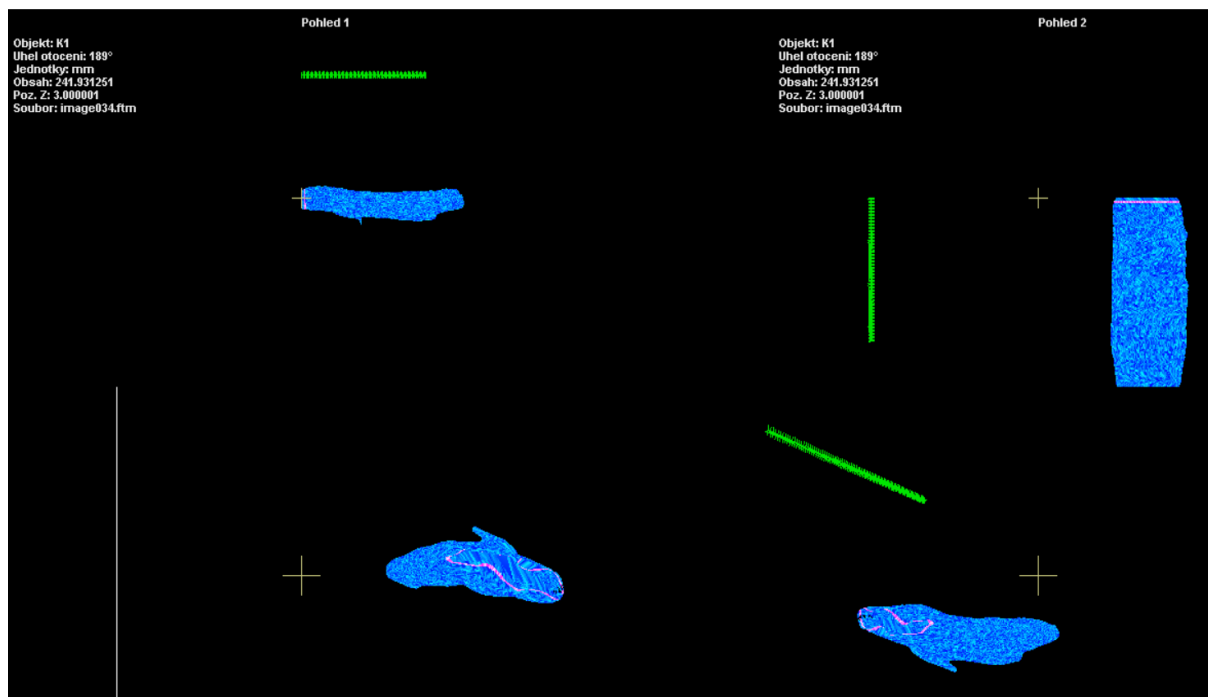 Pohled 1
Objekt: K1
Uhel otoceni: 189°
Jednotky: mm
Obsah: 241.931251
Poz. Z: 3.000001
Soubor: image034.ftm
Pohled 2
Objekt: K1
Uhel otoceni: 189°
Jednotky: mm
Obsah: 241.931251
Poz. Z: 3.000001
Soubor: image034.ftm